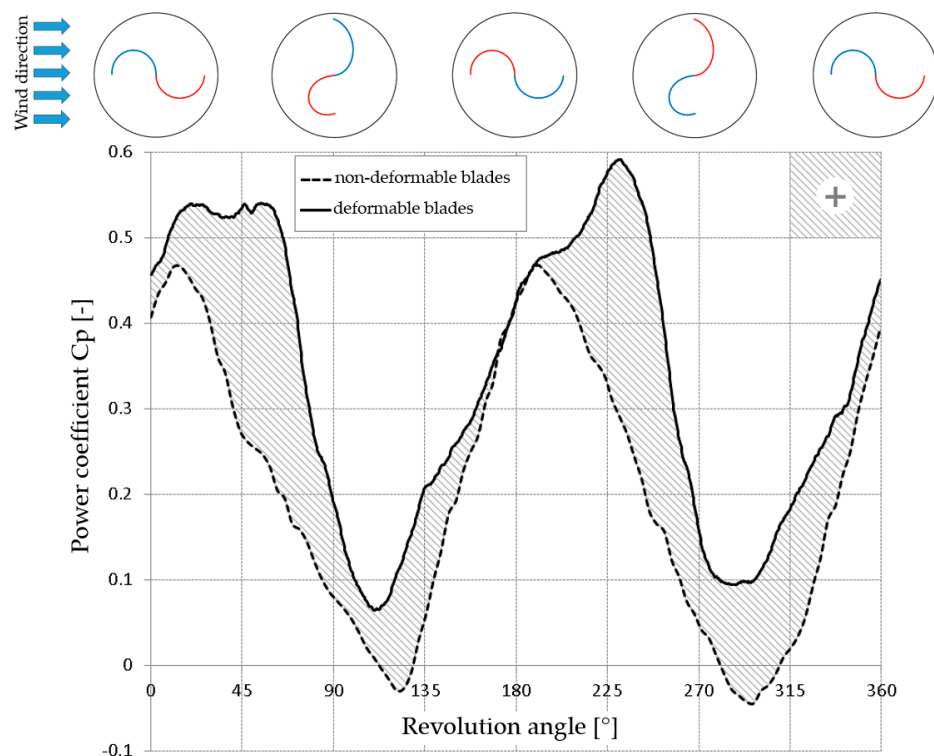 Wind direction
0.6
0.5
0.4
0.3
0.2
0.1
0
-0.1
Power coefficient Cp [-]
non-deformable blades
deformable blades
+
0 45 90 135 180 225 270 315 360
Revolution angle [°]